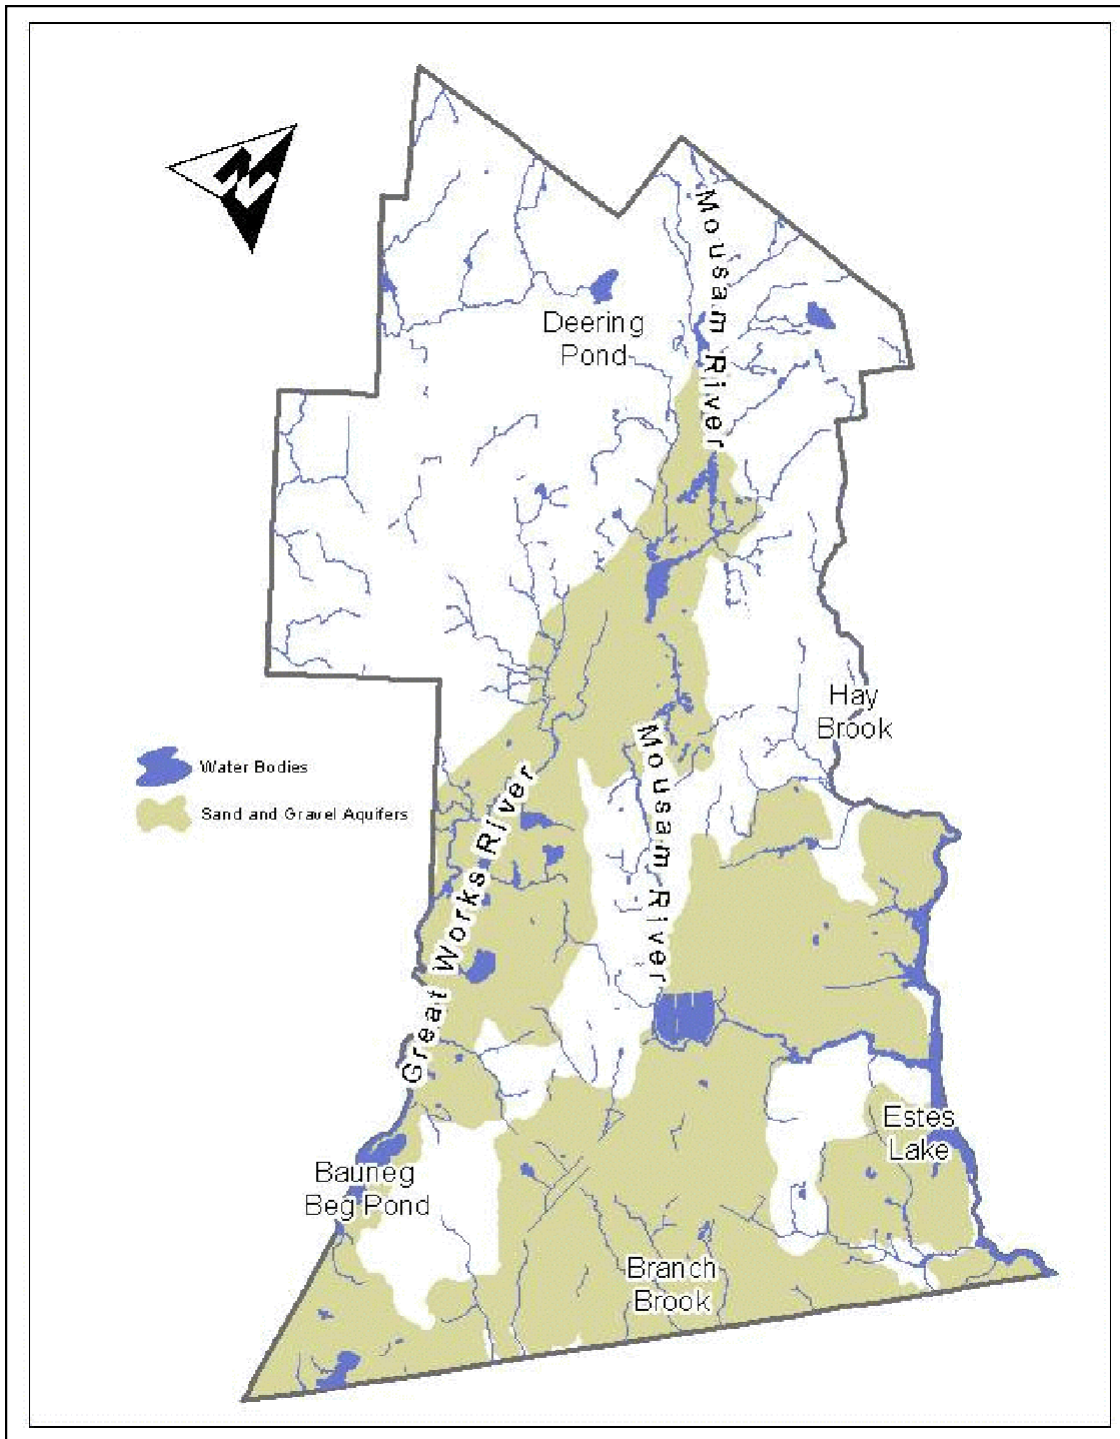 N
Mousam River
Deering
Pond
Hay
Brook
Water Bodies
Sand and Gravel Aquifers
Mousam River
Great Works River
Estes
Lake
Bauneg
Beg Pond
Branch
Brook